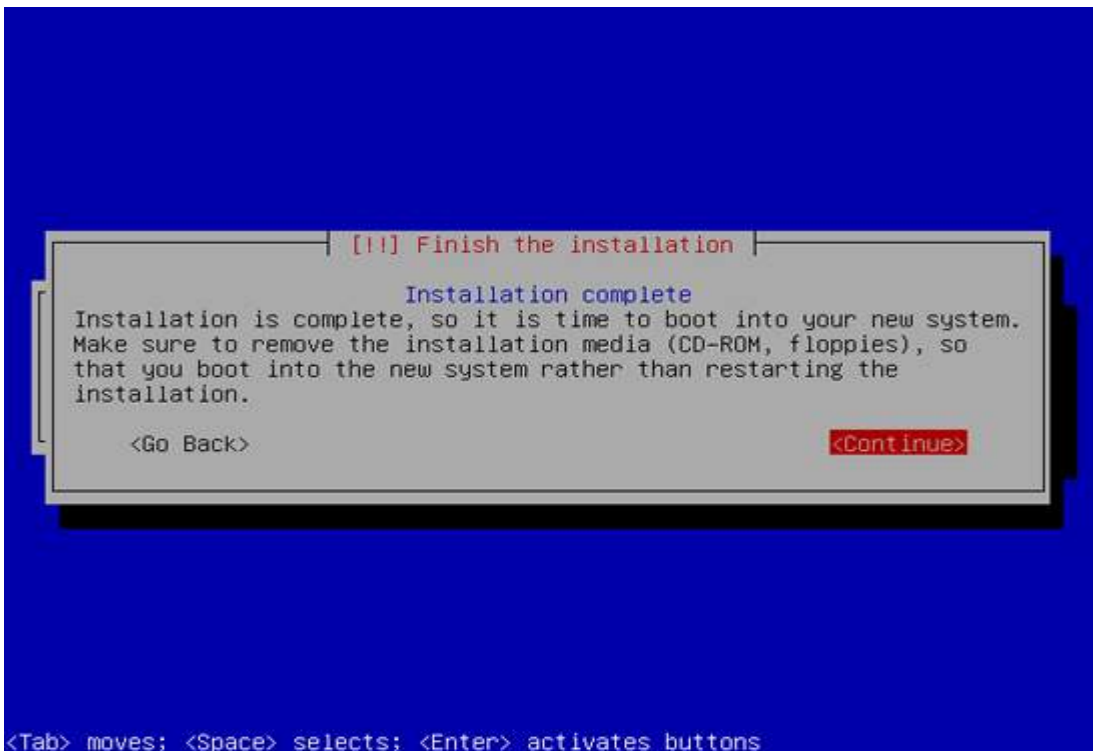 [!!] Finish the installation
Installation complete
Installation is complete, so it is time to boot into your new system.
Make sure to remove the installation media (CD-ROM, floppies), so
that you boot into the new system rather than restarting the
installation.
<Go Back> <Continue>
<Tab> moves; <Space> selects; <Enter> activates buttons